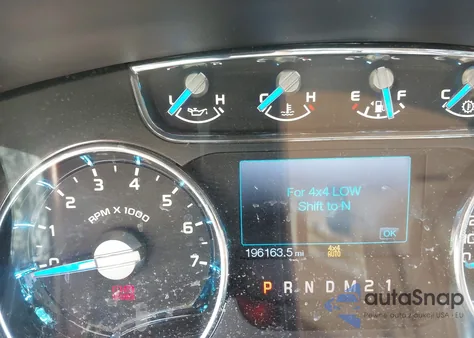 L H C H E F C
For 4x4 LOW
Shift to N
OK
196163.5 mi 4x4 AUTO
P R N D M 2 1
0 1 2 3 4 5 6 7
RPM X 1000
autaSnap